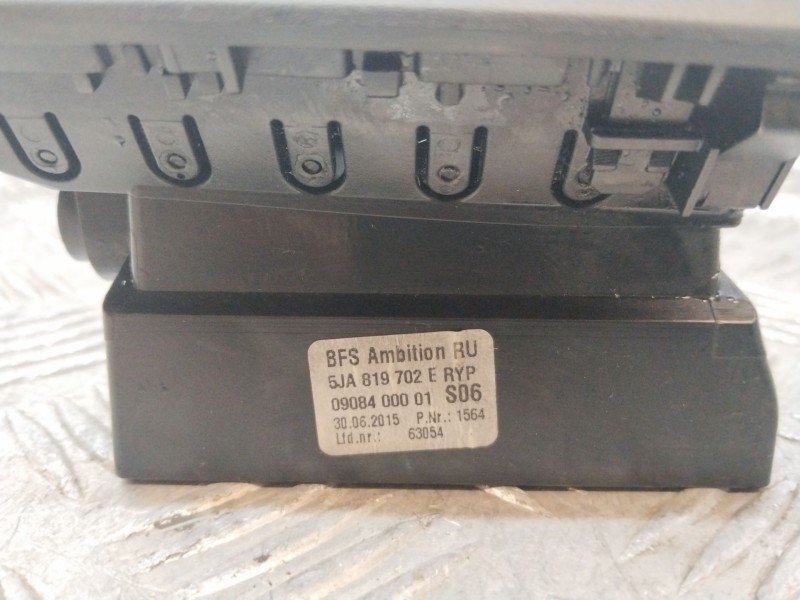 BFS Ambition RU
5JA 819 702 E RYP
09084 000 01 S06
30.06.2015 P.Nr.: 1564
Lfd.nr.: 63054